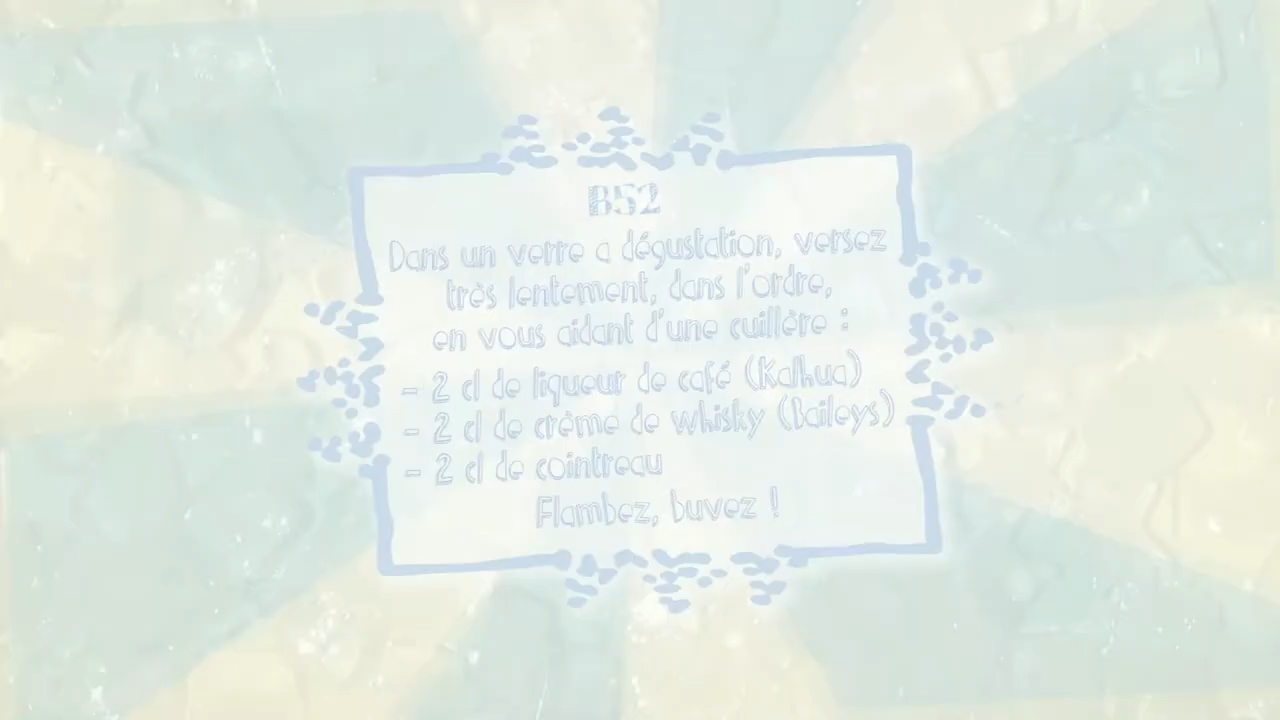 B52
Dans un verre a dégustation, versez
très lentement, dans l'ordre,
en vous aidant d'une cuillère :
- 2 cl de liqueur de café (Kalhua)
- 2 cl de crème de whisky (baileys)
- 2 cl de cointreau
Flambez, buvez !